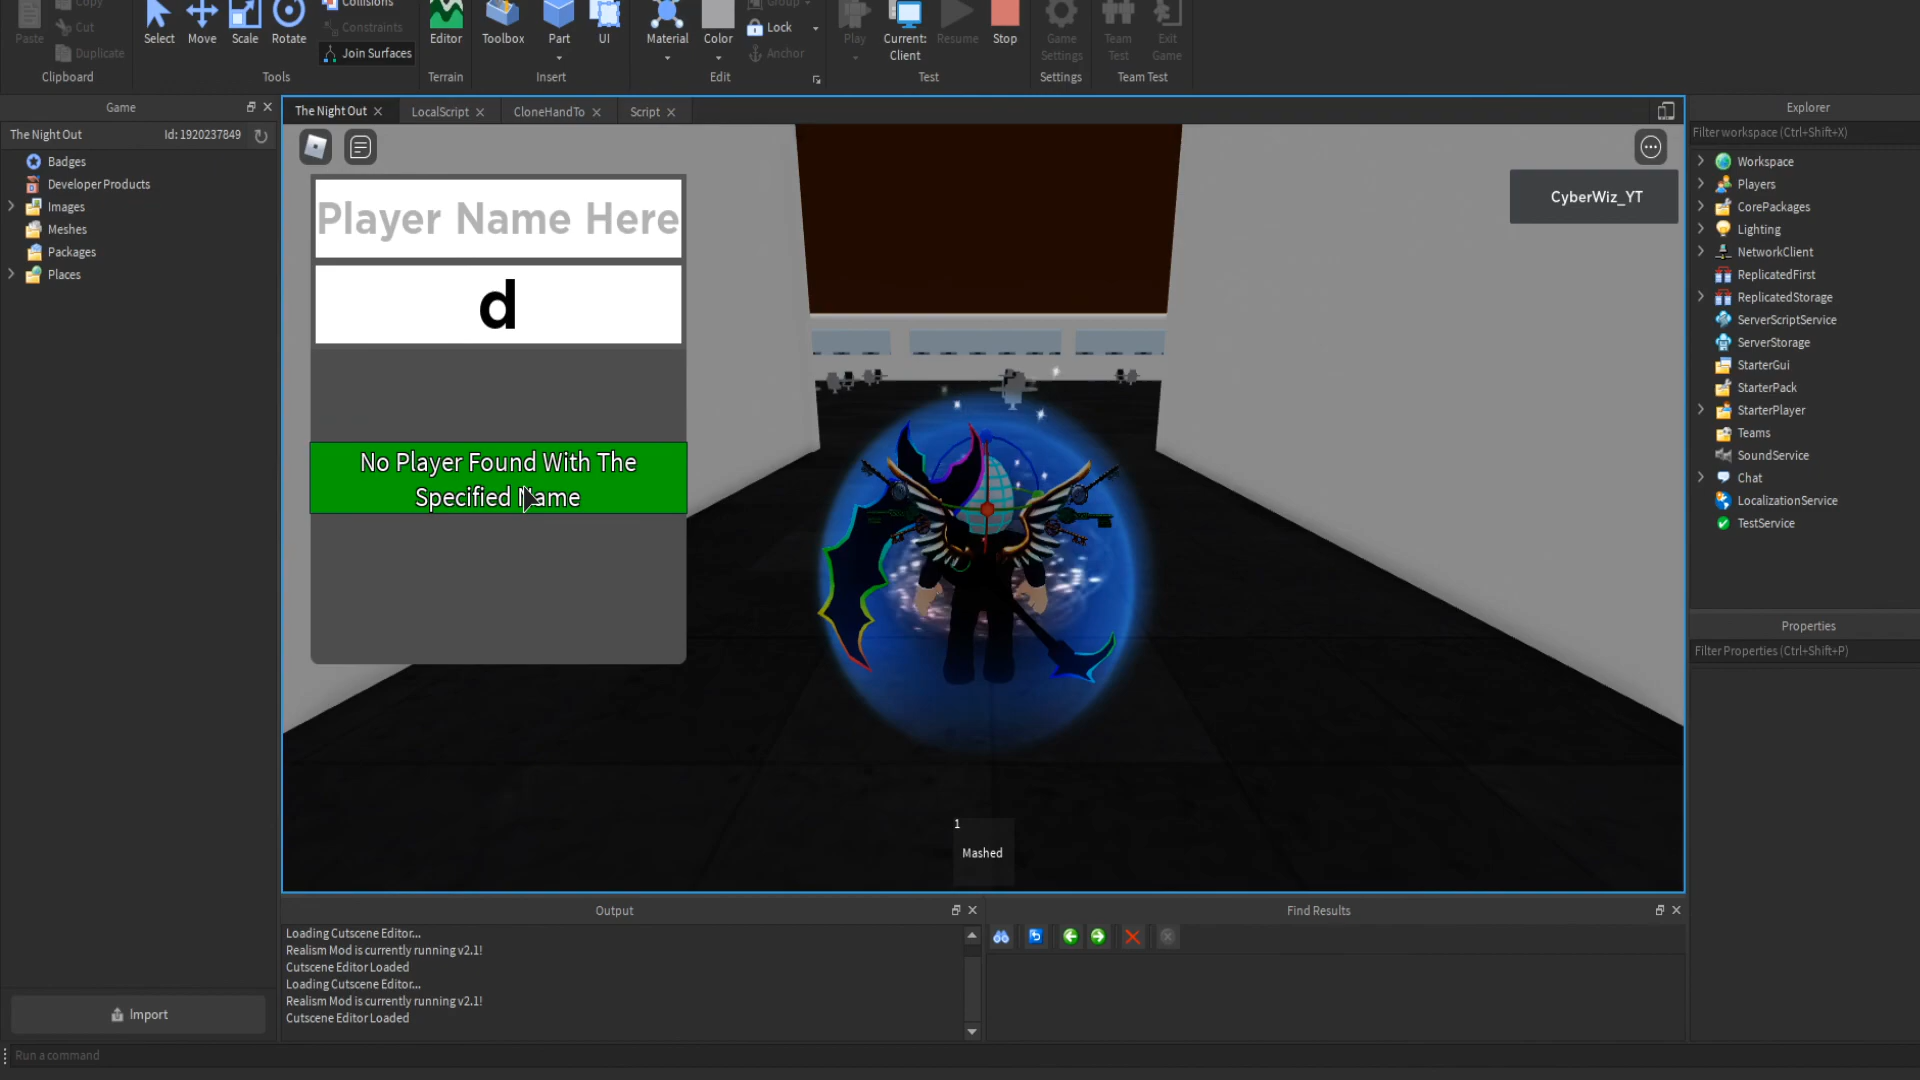 Copy
Collisions
Group
Paste
Cut
Constraints
Lock
Duplicate
Select
Move
Scale
Rotate
Join Surfaces
Editor
Toolbox
Part
UI
Material
Color
Anchor
Play
Current:
Client
Resume
Stop
Game
Settings
Team
Test
Exit
Game
Clipboard
Tools
Terrain
Insert
Edit
Test
Settings
Team Test
Game
The Night Out
LocalScript
CloneHandTo
Script
Explorer
The Night Out
Id: 1920237849
Filter workspace (Ctrl+Shift+X)
Badges
Developer Products
Images
Meshes
Packages
Places
Player Name Here
d
No Player Found With The
Specified Name
CyberWiz_YT
1
Mashed
Workspace
Players
CorePackages
Lighting
NetworkClient
ReplicatedFirst
ReplicatedStorage
ServerScriptService
ServerStorage
StarterGui
StarterPack
StarterPlayer
Teams
SoundService
Chat
LocalizationService
TestService
Properties
Filter Properties (Ctrl+Shift+P)
Output
Loading Cutscene Editor...
Realism Mod is currently running v2.1!
Cutscene Editor Loaded
Loading Cutscene Editor...
Realism Mod is currently running v2.1!
Cutscene Editor Loaded
Find Results
Import
Run a command